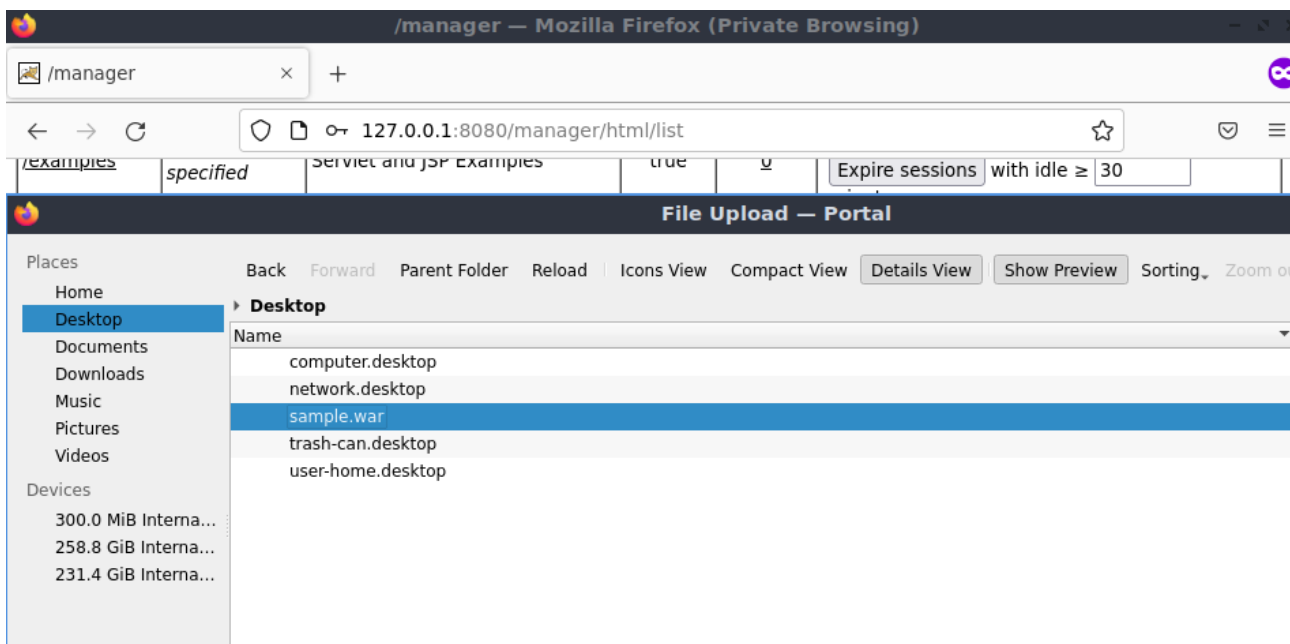 /manager — Mozilla Firefox (Private Browsing)
/manager
127.0.0.1:8080/manager/html/list
/examples specified Servlet and JSP Examples true 0 Expire sessions with idle ≥ 30
File Upload — Portal
Places
Home
Desktop
Documents
Downloads
Music
Pictures
Videos
Devices
300.0 MiB Interna...
258.8 GiB Interna...
231.4 GiB Interna...
Back Forward Parent Folder Reload Icons View Compact View Details View Show Preview Sorting Zoom o
Desktop
Name
computer.desktop
network.desktop
sample.war
trash-can.desktop
user-home.desktop